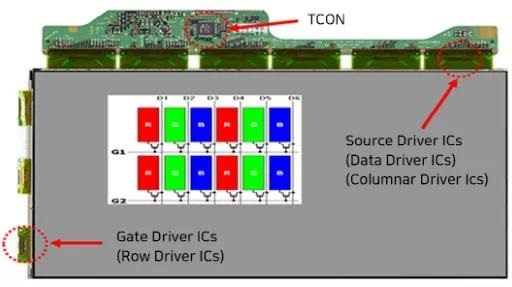 TCON
D1 D2 D3 D4 D5 D6
R G B R G B
G1
R G B R G B
G2
Source Driver ICs
(Data Driver ICs)
(Columnar Driver Ics)
Gate Driver ICs
(Row Driver ICs)